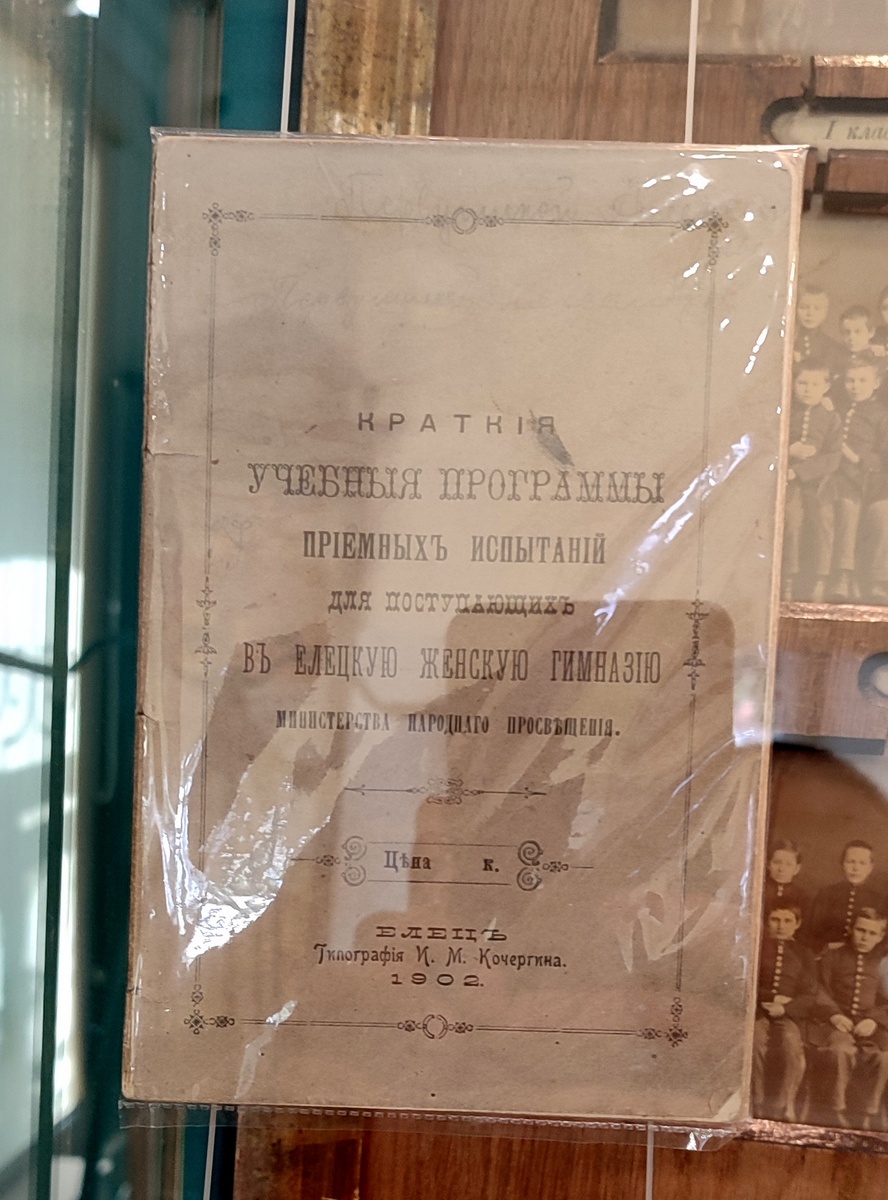 I
КРАТКІЯ
УЧЕБНЫЯ ПРОГРАММЫ
ПРІЕМНЫХЪ ИСПЫТАНІЙ
ДЛЯ ПОСТУПАЮЩИХЪ
ВЪ ЕЛЕЦКУЮ ЖЕНСКУЮ ГИМНАЗІЮ
МИНИСТЕРСТВА НАРОДНАГО ПРОСВѢЩЕНІЯ.
Цѣна к.
ЕЛЕЦЪ
Типографія И. М. Кочергина.
1902.